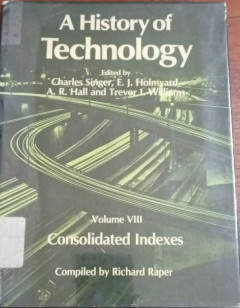 A History of
Technology
Edited by
Charles Singer, E. J. Holmyard,
A. R. Hall and Trevor I. Williams
Volume VIII
Consolidated Indexes
Compiled by Richard Raper